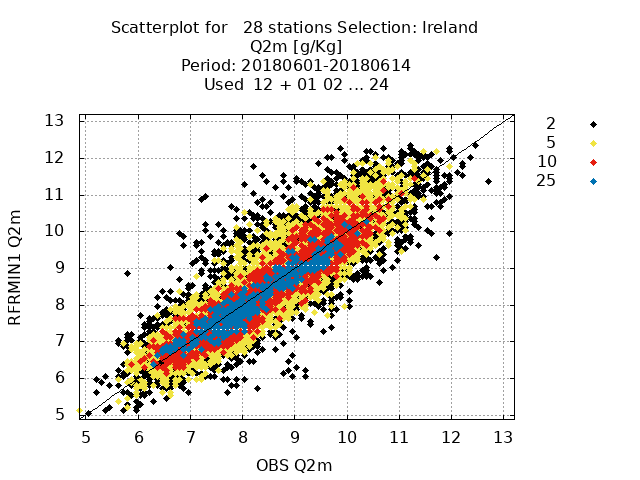 Scatterplot for   28 stations Selection: Ireland
Q2m [g/Kg]
Period: 20180601-20180614
Used  12 + 01 02 ... 24
13
12
11
10
9
8
7
6
5
RFRMIN1 Q2m
5 6 7 8 9 10 11 12 13
OBS Q2m
2
5
10
25